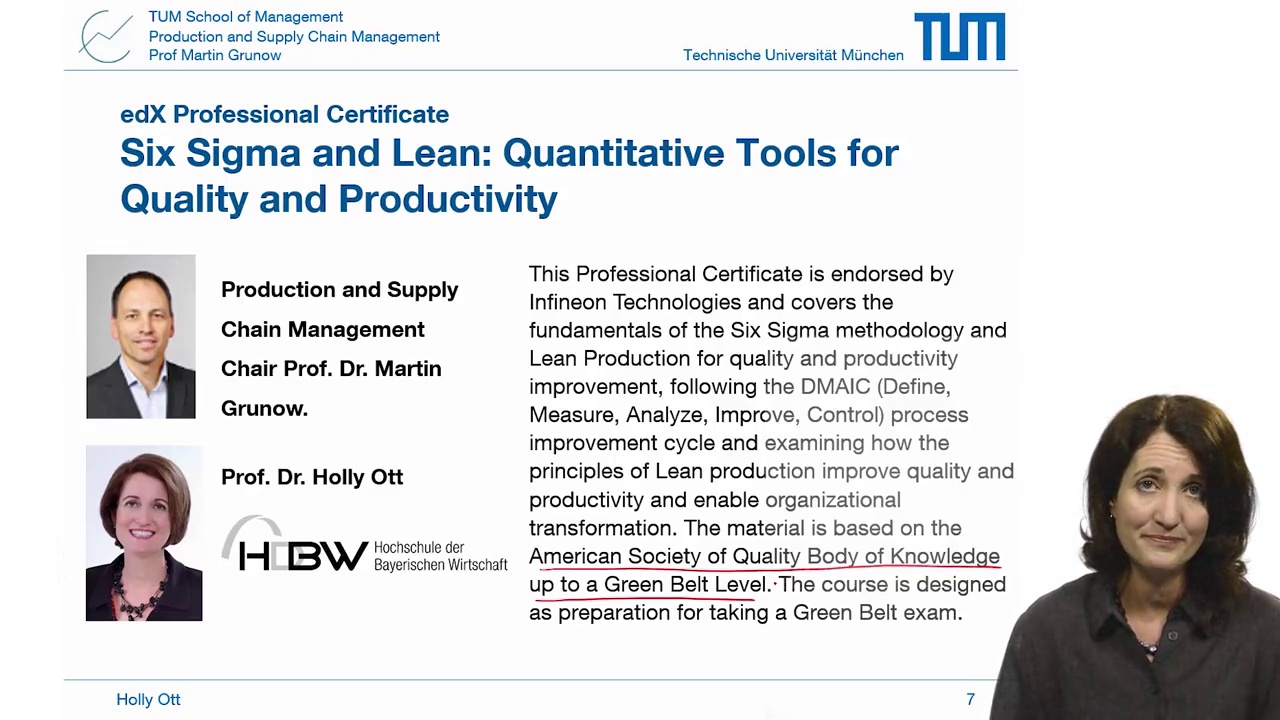 TUM School of Management
Production and Supply Chain Management
Prof Martin Grunow
Technische Universität München
TUM
edX Professional Certificate
Six Sigma and Lean: Quantitative Tools for
Quality and Productivity
Production and Supply
Chain Management
Chair Prof. Dr. Martin
Grunow.
Prof. Dr. Holly Ott
HDBW
Hochschule der
Bayerischen Wirtschaft
This Professional Certificate is endorsed by
Infineon Technologies and covers the
fundamentals of the Six Sigma methodology and
Lean Production for quality and productivity
improvement, following the DMAIC (Define,
Measure, Analyze, Improve, Control) process
improvement cycle and examining how the
principles of Lean production improve quality and
productivity and enable organizational
transformation. The material is based on the
American Society of Quality Body of Knowledge
up to a Green Belt Level. The course is designed
as preparation for taking a Green Belt exam.
Holly Ott
7